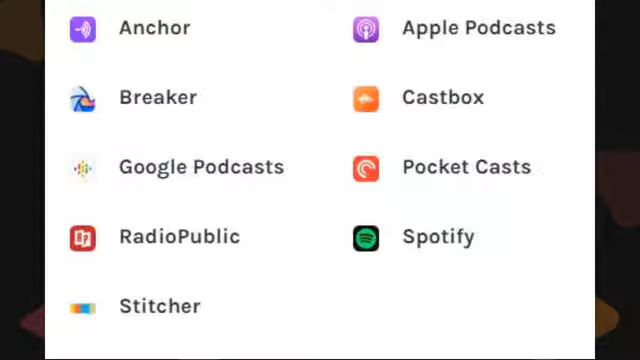 Anchor
Apple Podcasts
Breaker
Castbox
Google Podcasts
Pocket Casts
RadioPublic
Spotify
Stitcher